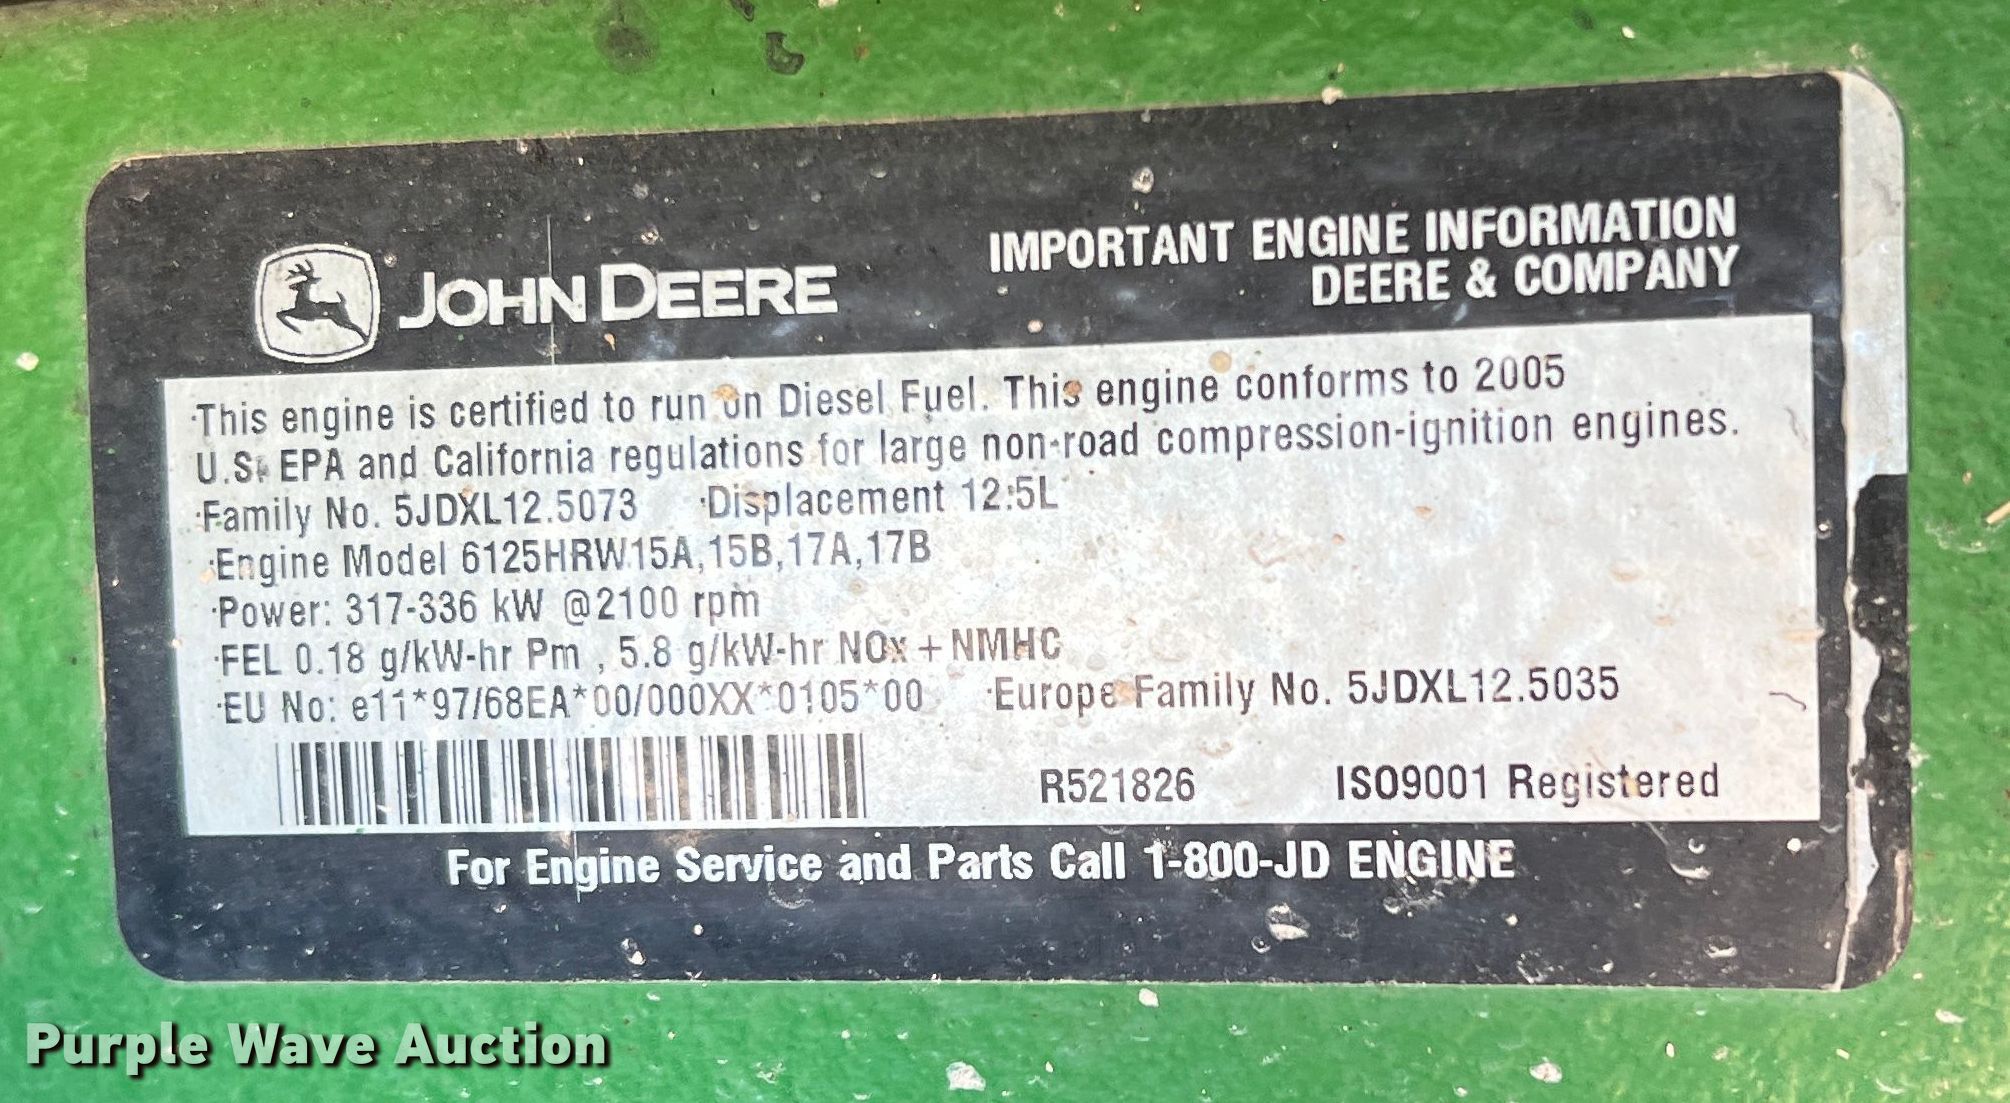 JOHN DEERE
IMPORTANT ENGINE INFORMATION
DEERE & COMPANY
·This engine is certified to run on Diesel Fuel. This engine conforms to 2005
U.S. EPA and California regulations for large non-road compression-ignition engines.
·Family No. 5JDXL12.5073 ·Displacement 12.5L
·Engine Model 6125HRW15A,15B,17A,17B
·Power: 317-336 kW @2100 rpm
·FEL 0.18 g/kW-hr Pm , 5.8 g/kW-hr NOx + NMHC
·EU No: e11*97/68EA*00/000XX*0105*00 ·Europe Family No. 5JDXL12.5035
R521826 ISO9001 Registered
For Engine Service and Parts Call 1-800-JD ENGINE
Purple Wave Auction